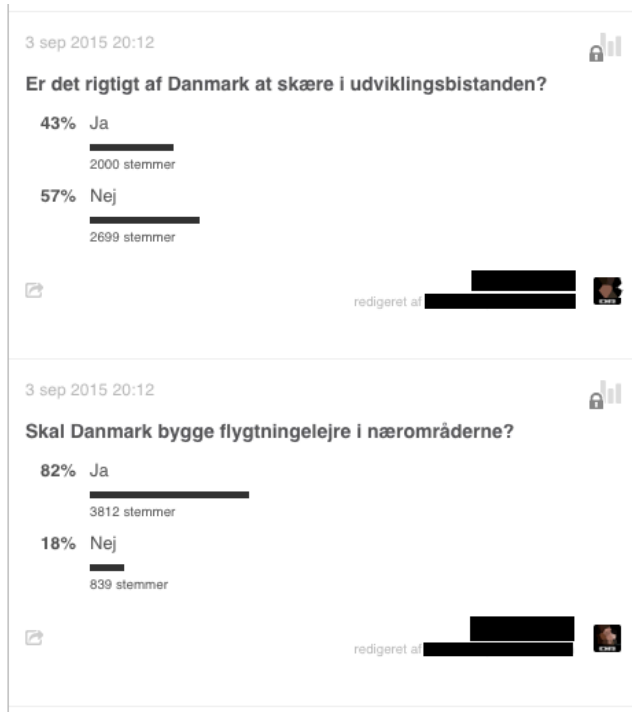 3 sep 2015 20:12
Er det rigtigt af Danmark at skære i udviklingsbistanden?
43% Ja
2000 stemmer
57% Nej
2699 stemmer
redigeret af
3 sep 2015 20:12
Skal Danmark bygge flygtningelejre i nærområderne?
82% Ja
3812 stemmer
18% Nej
839 stemmer
redigeret af